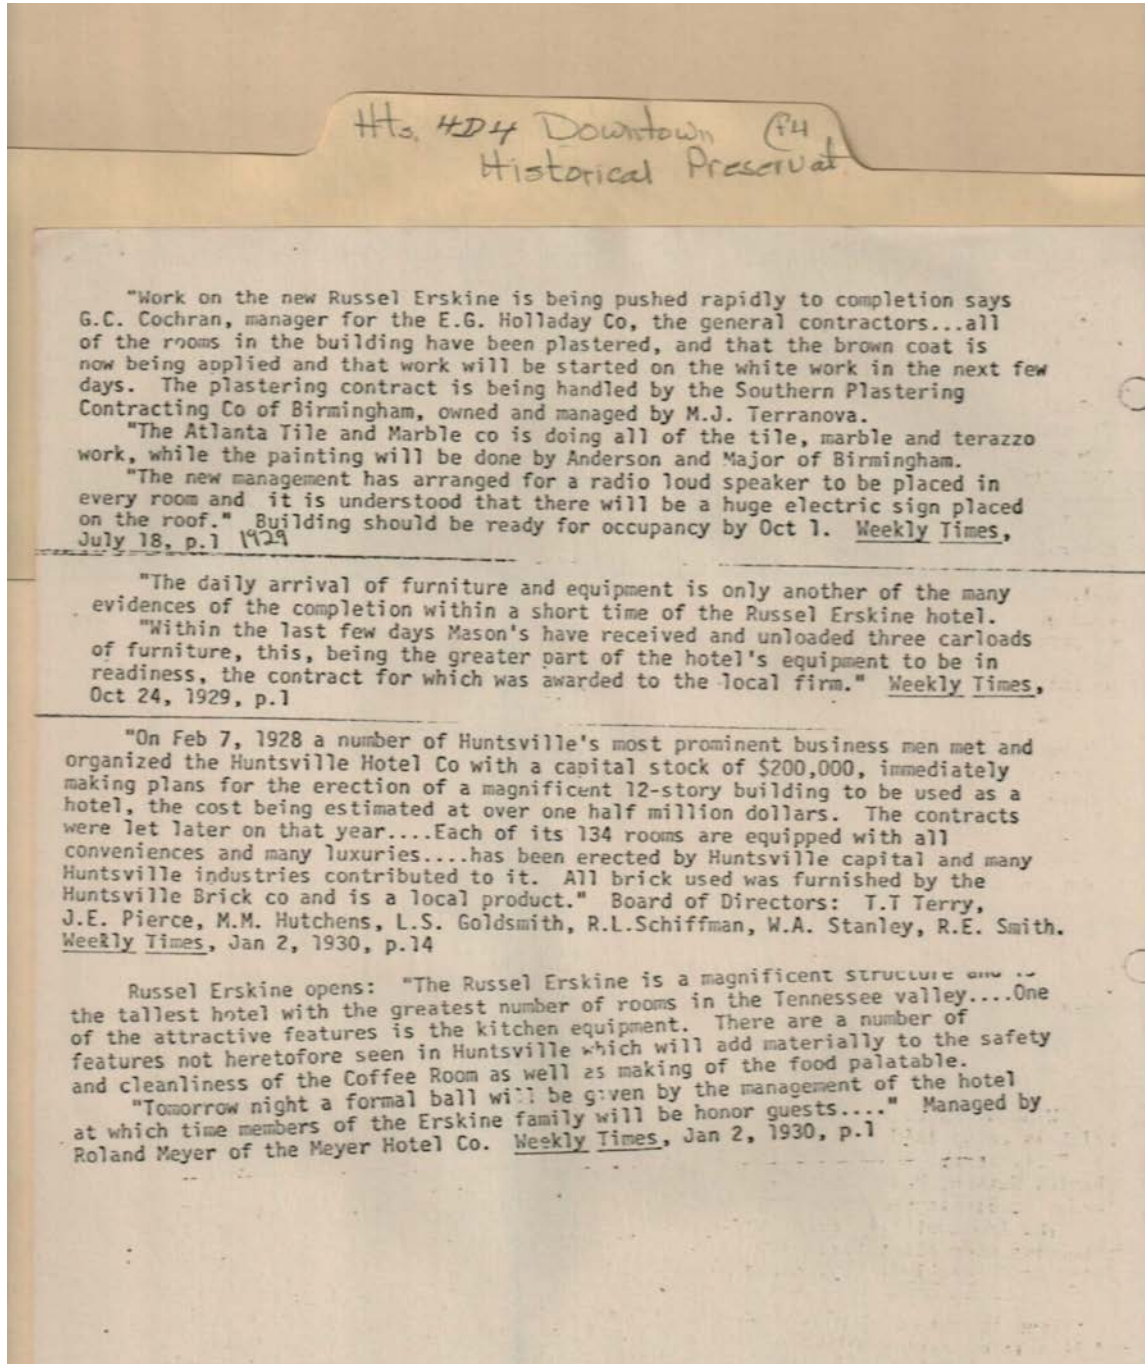 Hts. 4D4 Downtown (f4
Historical Preservat
"Work on the new Russel Erskine is being pushed rapidly to completion says
G.C. Cochran, manager for the E.G. Holladay Co, the general contractors...all
of the rooms in the building have been plastered, and that the brown coat is
now being applied and that work will be started on the white work in the next few
days. The plastering contract is being handled by the Southern Plastering
Contracting Co of Birmingham, owned and managed by M.J. Terranova.
"The Atlanta Tile and Marble co is doing all of the tile, marble and terazzo
work, while the painting will be done by Anderson and Major of Birmingham.
"The new management has arranged for a radio loud speaker to be placed in
every room and it is understood that there will be a huge electric sign placed
on the roof." Building should be ready for occupancy by Oct 1. Weekly Times,
July 18, p.1 1929
"The daily arrival of furniture and equipment is only another of the many
evidences of the completion within a short time of the Russel Erskine hotel.
"Within the last few days Mason's have received and unloaded three carloads
of furniture, this, being the greater part of the hotel's equipment to be in
readiness, the contract for which was awarded to the local firm." Weekly Times,
Oct 24, 1929, p.1
"On Feb 7, 1928 a number of Huntsville's most prominent business men met and
organized the Huntsville Hotel Co with a capital stock of $200,000, immediately
making plans for the erection of a magnificent 12-story building to be used as a
hotel, the cost being estimated at over one half million dollars. The contracts
were let later on that year....Each of its 134 rooms are equipped with all
conveniences and many luxuries....has been erected by Huntsville capital and many
Huntsville industries contributed to it. All brick used was furnished by the
Huntsville Brick co and is a local product." Board of Directors: T.T Terry,
J.E. Pierce, M.M. Hutchens, L.S. Goldsmith, R.L.Schiffman, W.A. Stanley, R.E. Smith.
Weekly Times, Jan 2, 1930, p.14
Russel Erskine opens: "The Russel Erskine is a magnificent structure and is
the tallest hotel with the greatest number of rooms in the Tennessee valley....One
of the attractive features is the kitchen equipment. There are a number of
features not heretofore seen in Huntsville which will add materially to the safety
and cleanliness of the Coffee Room as well as making of the food palatable.
"Tomorrow night a formal ball will be given by the management of the hotel
at which time members of the Erskine family will be honor guests...." Managed by
Roland Meyer of the Meyer Hotel Co. Weekly Times, Jan 2, 1930, p.1